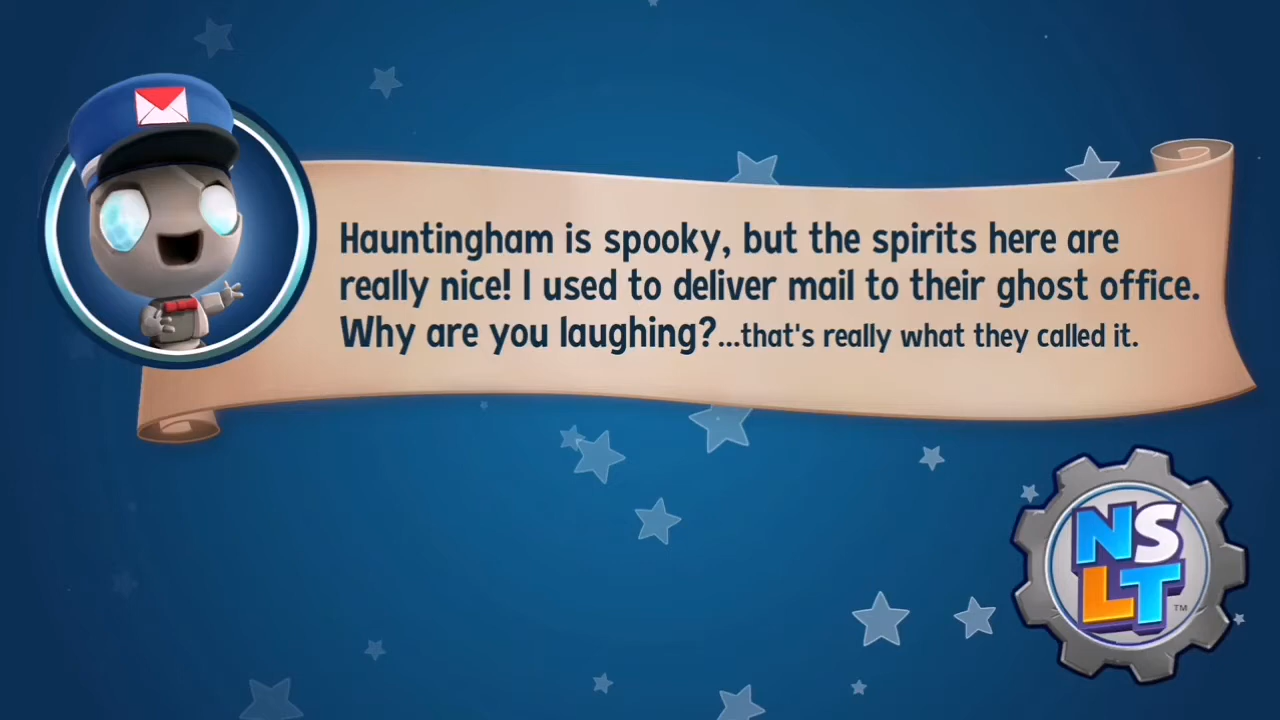 Hauntingham is spooky, but the spirits here are
really nice! I used to deliver mail to their ghost office.
Why are you laughing?...that's really what they called it.
NS
LT
TM